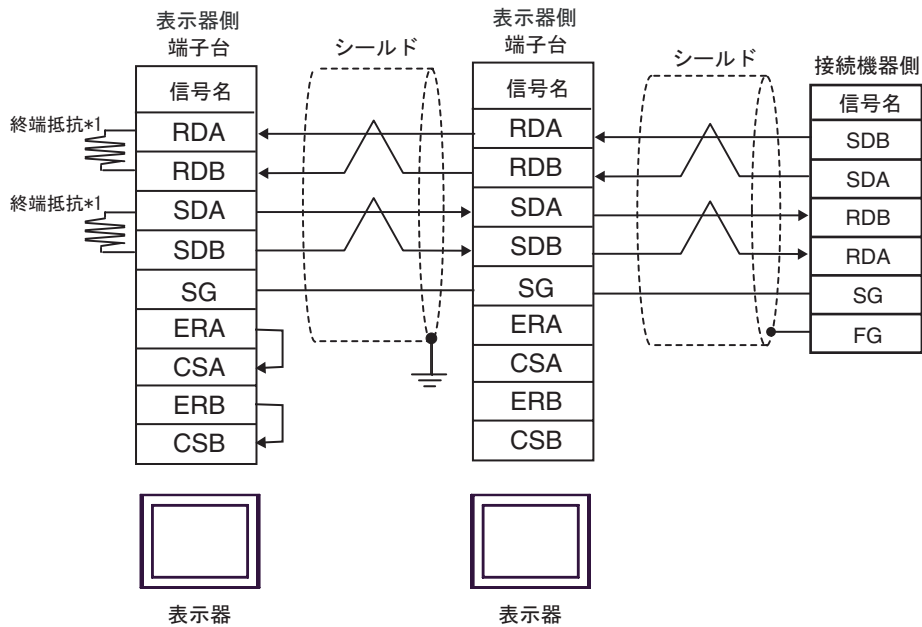 表示器側
端子台
信号名
RDA
RDB
SDA
SDB
SG
ERA
CSA
ERB
CSB
終端抵抗*1
終端抵抗*1
シールド
表示器側
端子台
信号名
RDA
RDB
SDA
SDB
SG
ERA
CSA
ERB
CSB
シールド
接続機器側
信号名
SDB
SDA
RDB
RDA
SG
FG
表示器
表示器